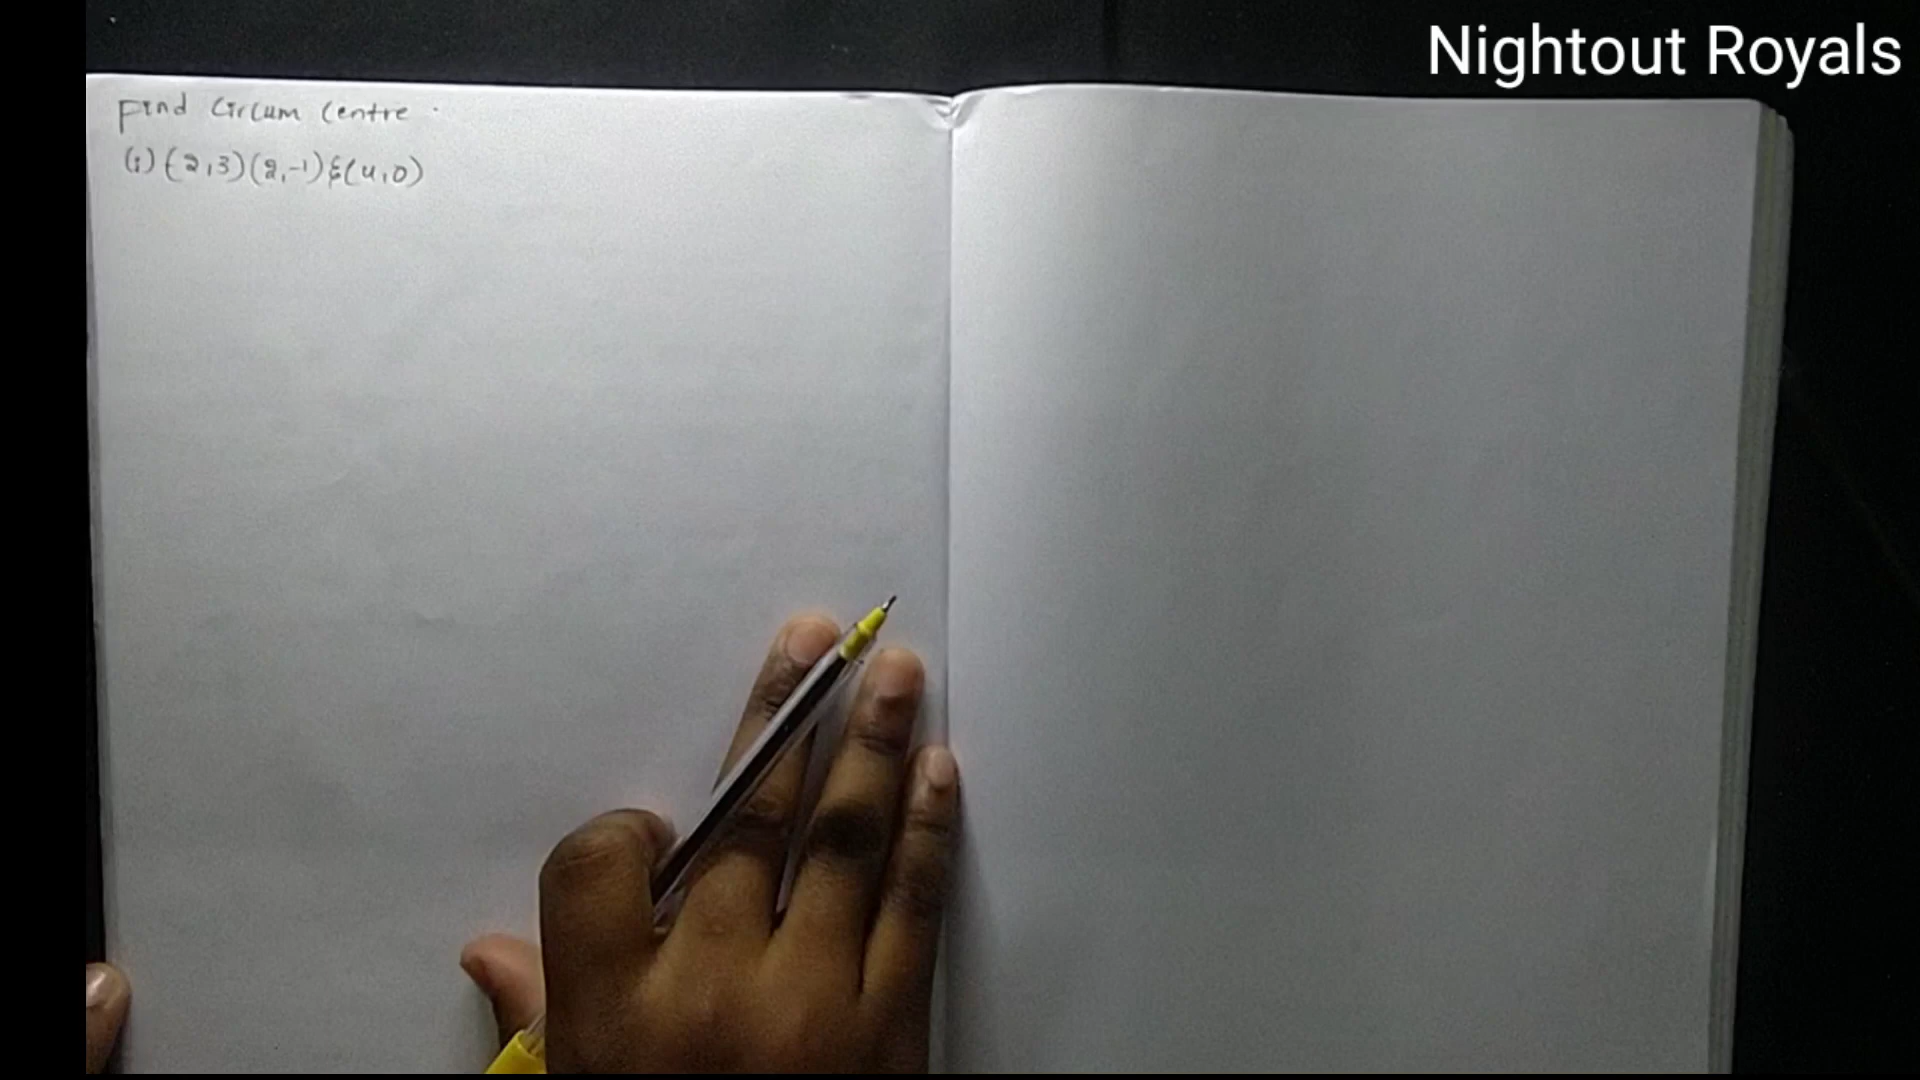 Nightout Royals
Find Circum Centre.
(i) (-2,3)(2,-1)&(4,0)